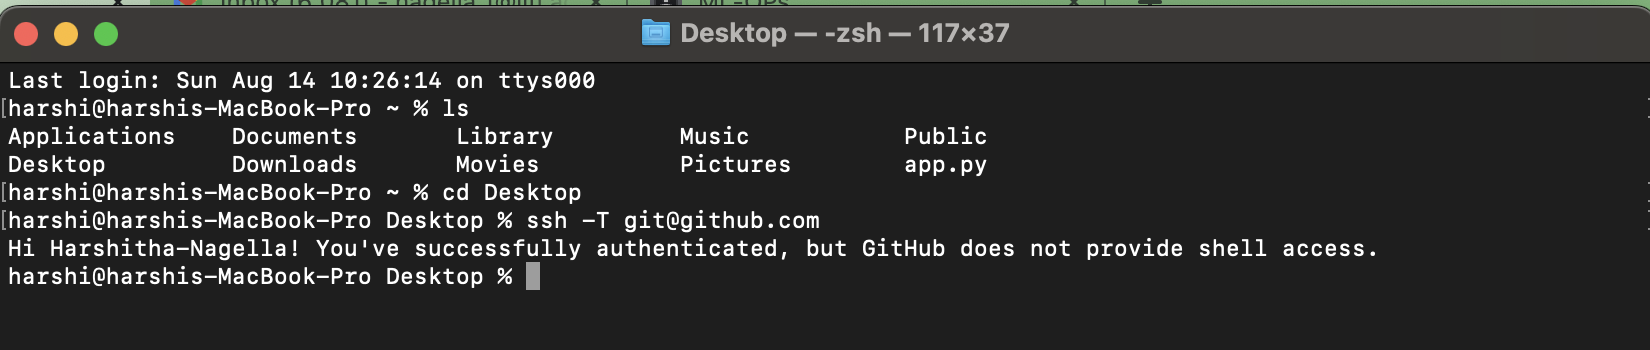 Desktop — -zsh — 117×37
Last login: Sun Aug 14 10:26:14 on ttys000
[harshi@harshis-MacBook-Pro ~ % ls
Applications Documents Library Music Public
Desktop Downloads Movies Pictures app.py
[harshi@harshis-MacBook-Pro ~ % cd Desktop
[harshi@harshis-MacBook-Pro Desktop % ssh -T git@github.com
Hi Harshitha-Nagella! You've successfully authenticated, but GitHub does not provide shell access.
harshi@harshis-MacBook-Pro Desktop %